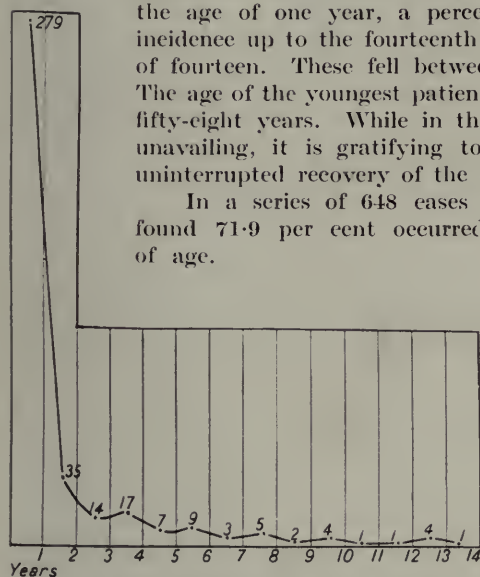 the age of one year, a perce
ineidence up to the fourteenth
of fourteen. These fell betwe
The age of the youngest patien
fifty-eight years. While in th
unavailing, it is gratifying to
uninterrupted recovery of the
In a series of 648 eases
found 71·9 per cent occurred
of age.
279
35
14 17 7 9 3 5 2 4 1 1 4 1
1 2 3 4 5 6 7 8 9 10 11 12 13 14
Years